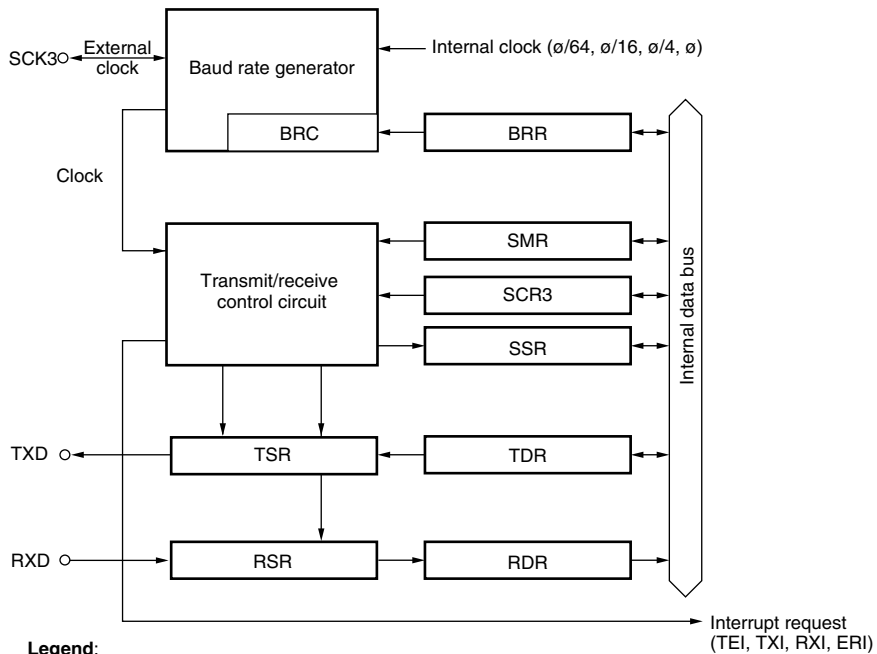 SCK3
External
clock
Baud rate generator
Internal clock (ø/64, ø/16, ø/4, ø)
BRC
BRR
Clock
Transmit/receive
control circuit
SMR
SCR3
SSR
Internal data bus
TXD
TSR
TDR
RXD
RSR
RDR
Interrupt request
(TEI, TXI, RXI, ERI)
Legend: